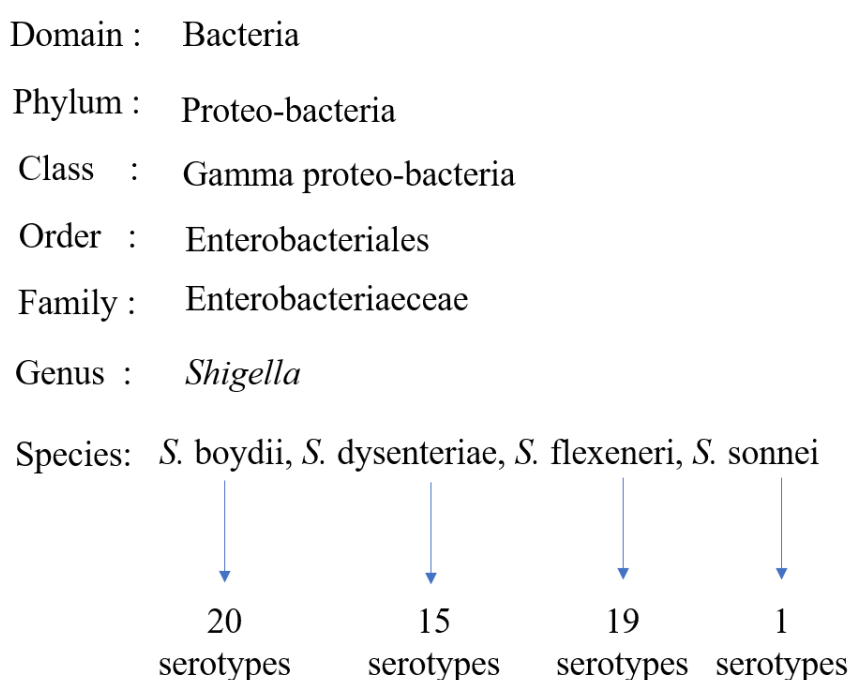 Domain : Bacteria
Phylum : Proteo-bacteria
Class : Gamma proteo-bacteria
Order : Enterobacteriales
Family : Enterobacteriaeceae
Genus : Shigella
Species: S. boydii, S. dysenteriae, S. flexeneri, S. sonnei
20 15 19 1
serotypes serotypes serotypes serotypes